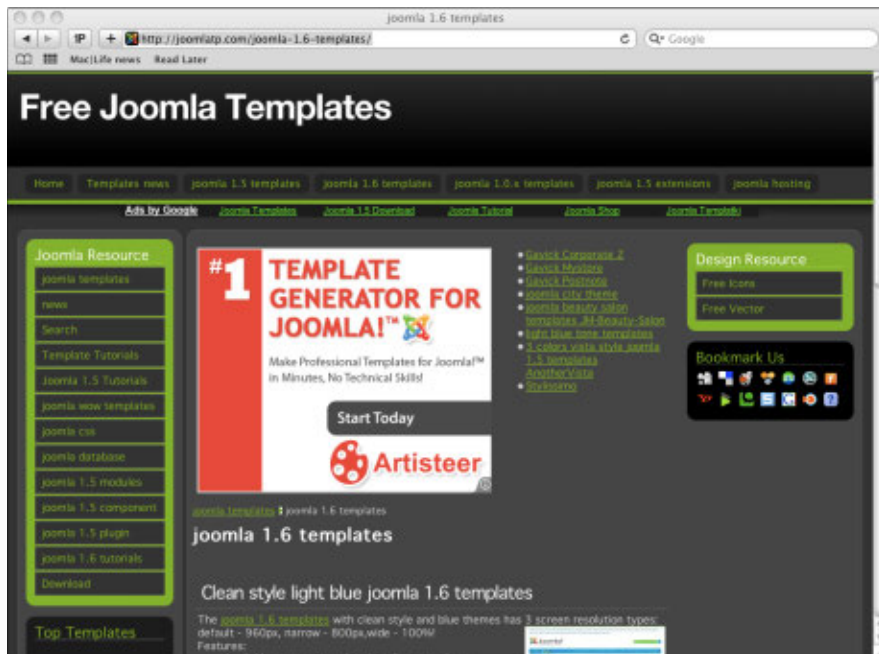 joomla 1.6 templates
1P
+
http://joomlatp.com/joomla-1.6-templates/
Google
Mac|Life news Read Later
Free Joomla Templates
Home Templates news joomla 1.5 templates joomla 1.6 templates joomla 1.0.x templates joomla 1.5 extensions joomla hosting
Ads by Google Joomla Templates Joomla 1.5 Download Joomla Tutorial Joomla Shop Joomla Template
Joomla Resource
joomla templates
news
Search
Template Tutorials
Joomla 1.5 Tutorials
joomla wow templates
joomla css
joomla database
joomla 1.5 modules
joomla 1.5 component
joomla 1.5 plugin
joomla 1.6 tutorials
Download
Top Templates
#1 TEMPLATE
GENERATOR FOR
JOOMLA!™
Make Professional Templates for Joomla!™
in Minutes, No Technical Skills!
Start Today
Artisteer
Gavick Corporate 2
Gavick Mystore
Gavick Postnote
joomla city theme
joomla beauty salon
templates JM-Beauty-Salon
light blue tone templates
3 colors vista style joomla
1.5 templates
AnotherVista
Stylissimo
Design Resource
Free Icons
Free Vector
Bookmark Us
joomla templates joomla 1.6 templates
joomla 1.6 templates
Clean style light blue joomla 1.6 templates
The joomla 1.6 templates with clean style and blue themes has 3 screen resolution types:
default - 960px, narrow - 800px,wide - 100%!
Features: